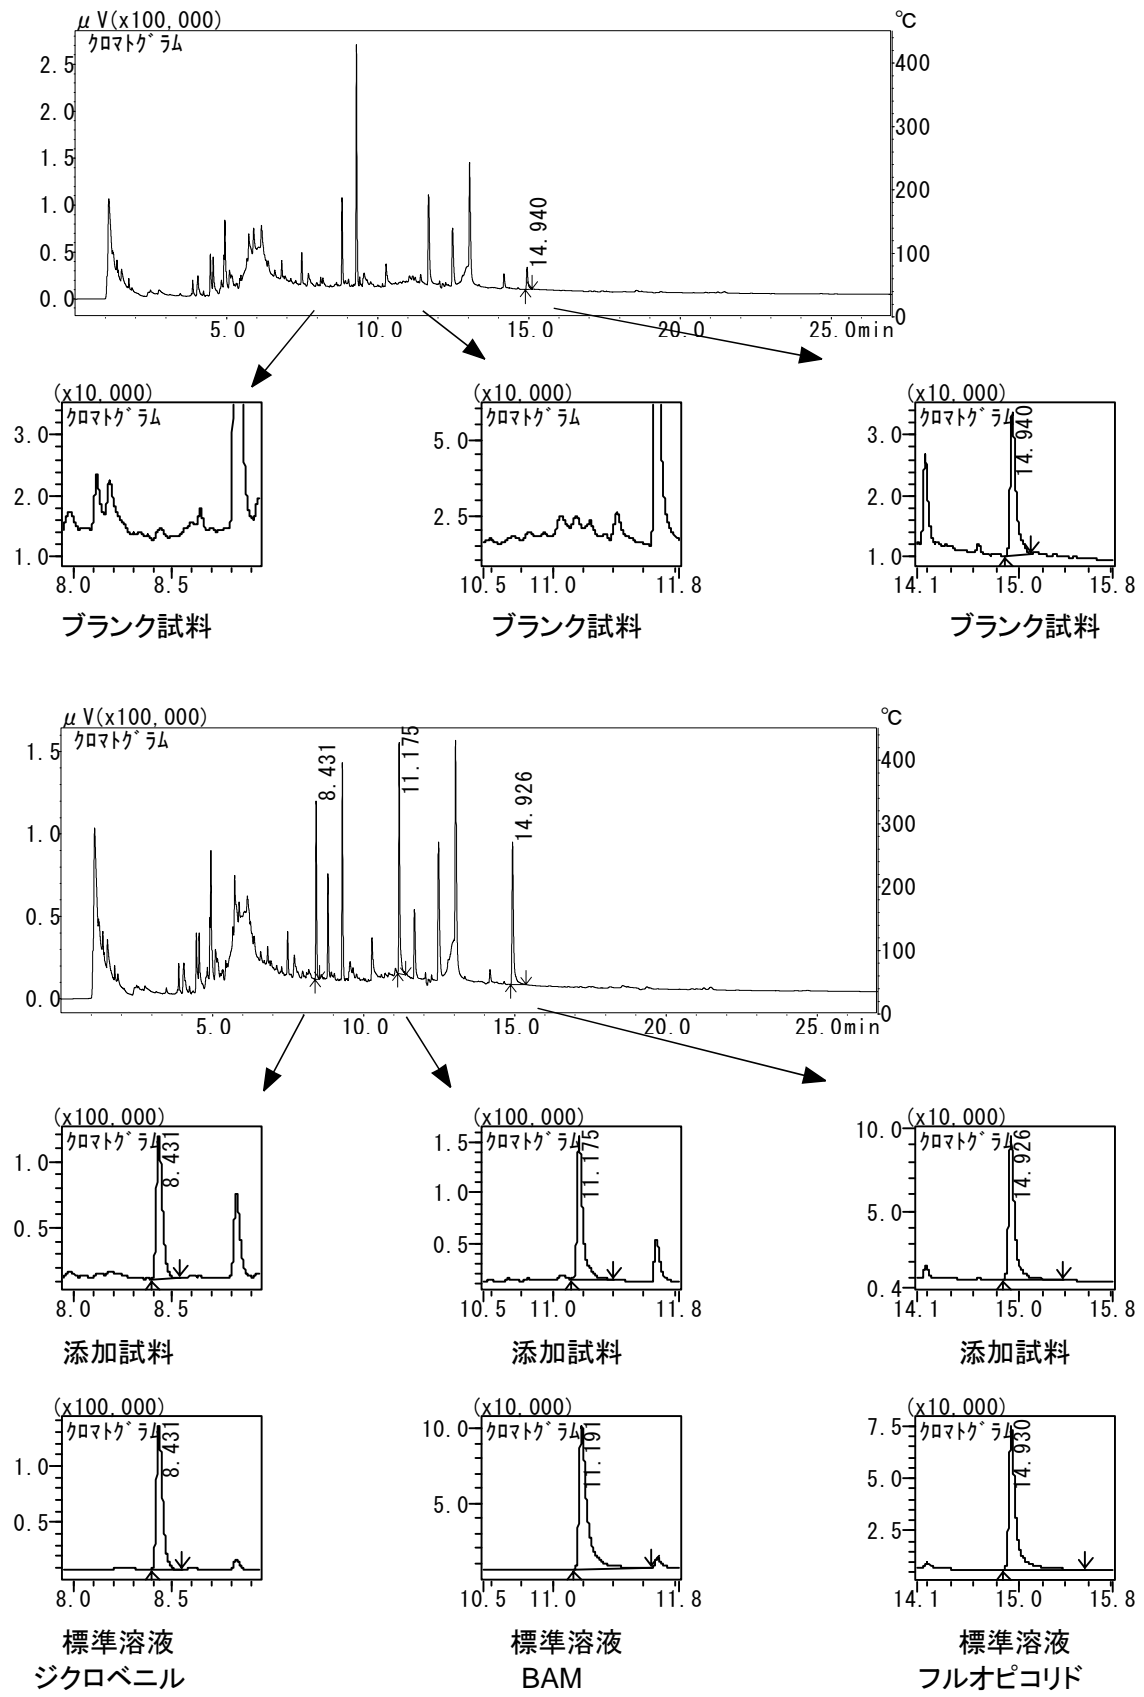 μV(x100,000)
℃
クロマトグラム
2.5
2.0
1.5
1.0
0.5
0.0
400
300
200
100
0
14.940
5.0 10.0 15.0 20.0 25.0min
(x10,000) (x10,000) (x10,000)
クロマトグラム クロマトグラム クロマトグラム
3.0
2.0
1.0
8.0 8.5
5.0
2.5
10.5 11.0 11.8
3.0
2.0
1.0
14.940
14.1 15.0 15.8
ブランク試料 ブランク試料 ブランク試料
μV(x100,000)
℃
クロマトグラム
1.5
1.0
0.5
0.0
400
300
200
100
0
8.431
11.175
14.926
5.0 10.0 15.0 20.0 25.0min
(x100,000) (x100,000) (x10,000)
クロマトグラム クロマトグラム クロマトグラム
1.0
0.5
8.431
8.0 8.5
1.5
1.0
0.5
11.175
10.5 11.0 11.8
10.0
5.0
0.4
14.926
14.1 15.0 15.8
添加試料 添加試料 添加試料
(x100,000) (x10,000) (x10,000)
クロマトグラム クロマトグラム クロマトグラム
1.0
0.5
8.431
8.0 8.5
10.0
5.0
11.191
10.5 11.0 11.8
7.5
5.0
2.5
14.930
14.1 15.0 15.8
標準溶液 標準溶液 標準溶液
ジクロベニル BAM フルオピコリド